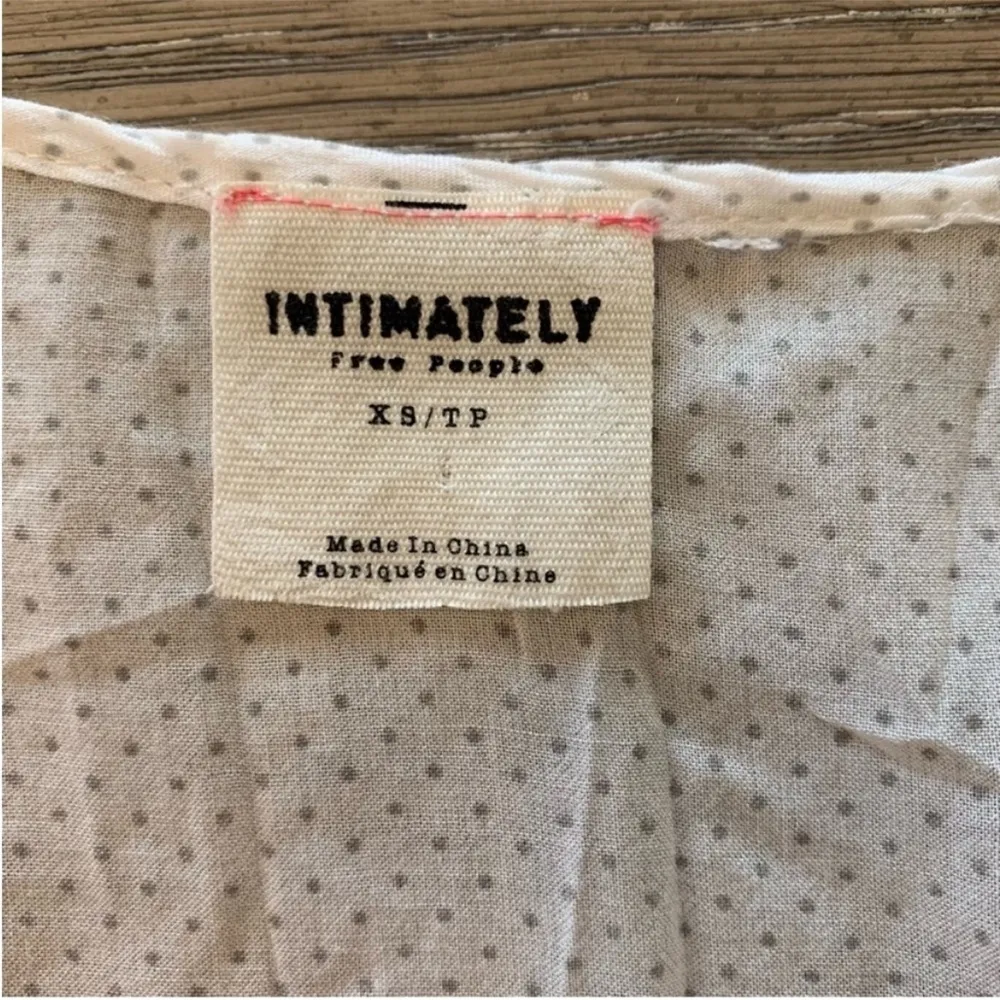 INTIMATELY
Free People
XS/TP
Made In China
Fabriqué en Chine